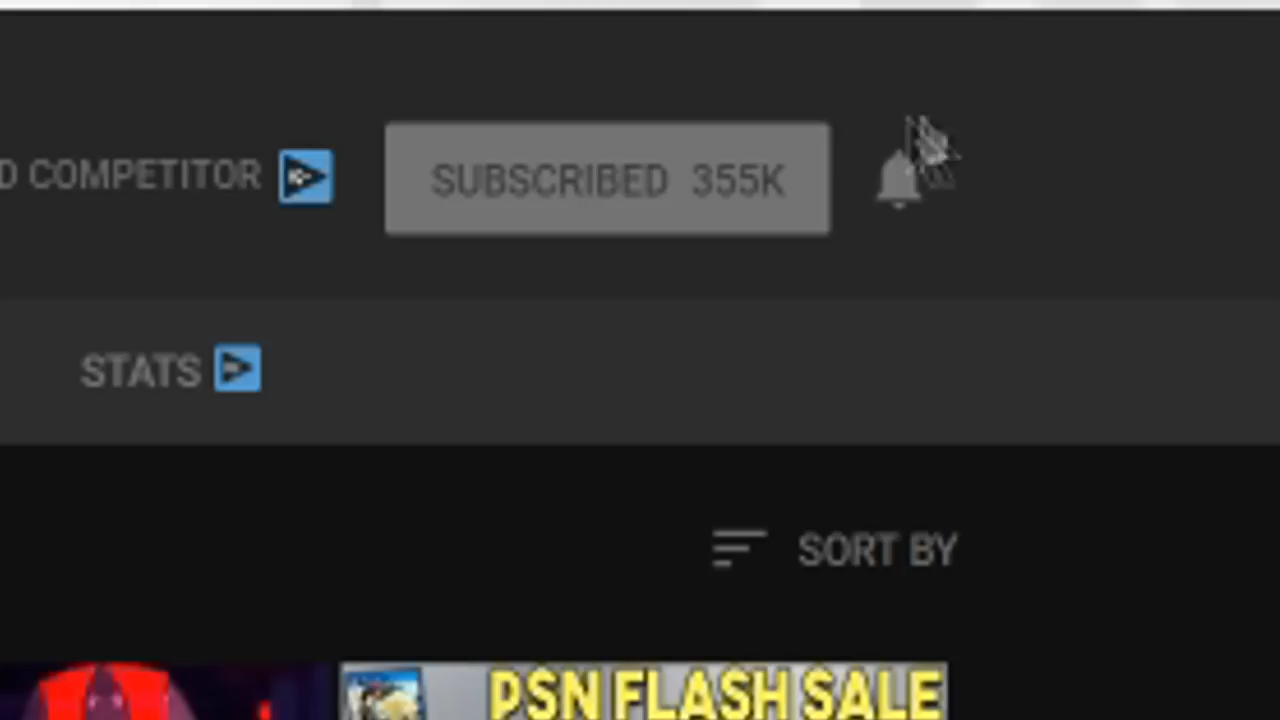 D COMPETITOR
SUBSCRIBED 355K
STATS
SORT BY
PSN FLASH SALE